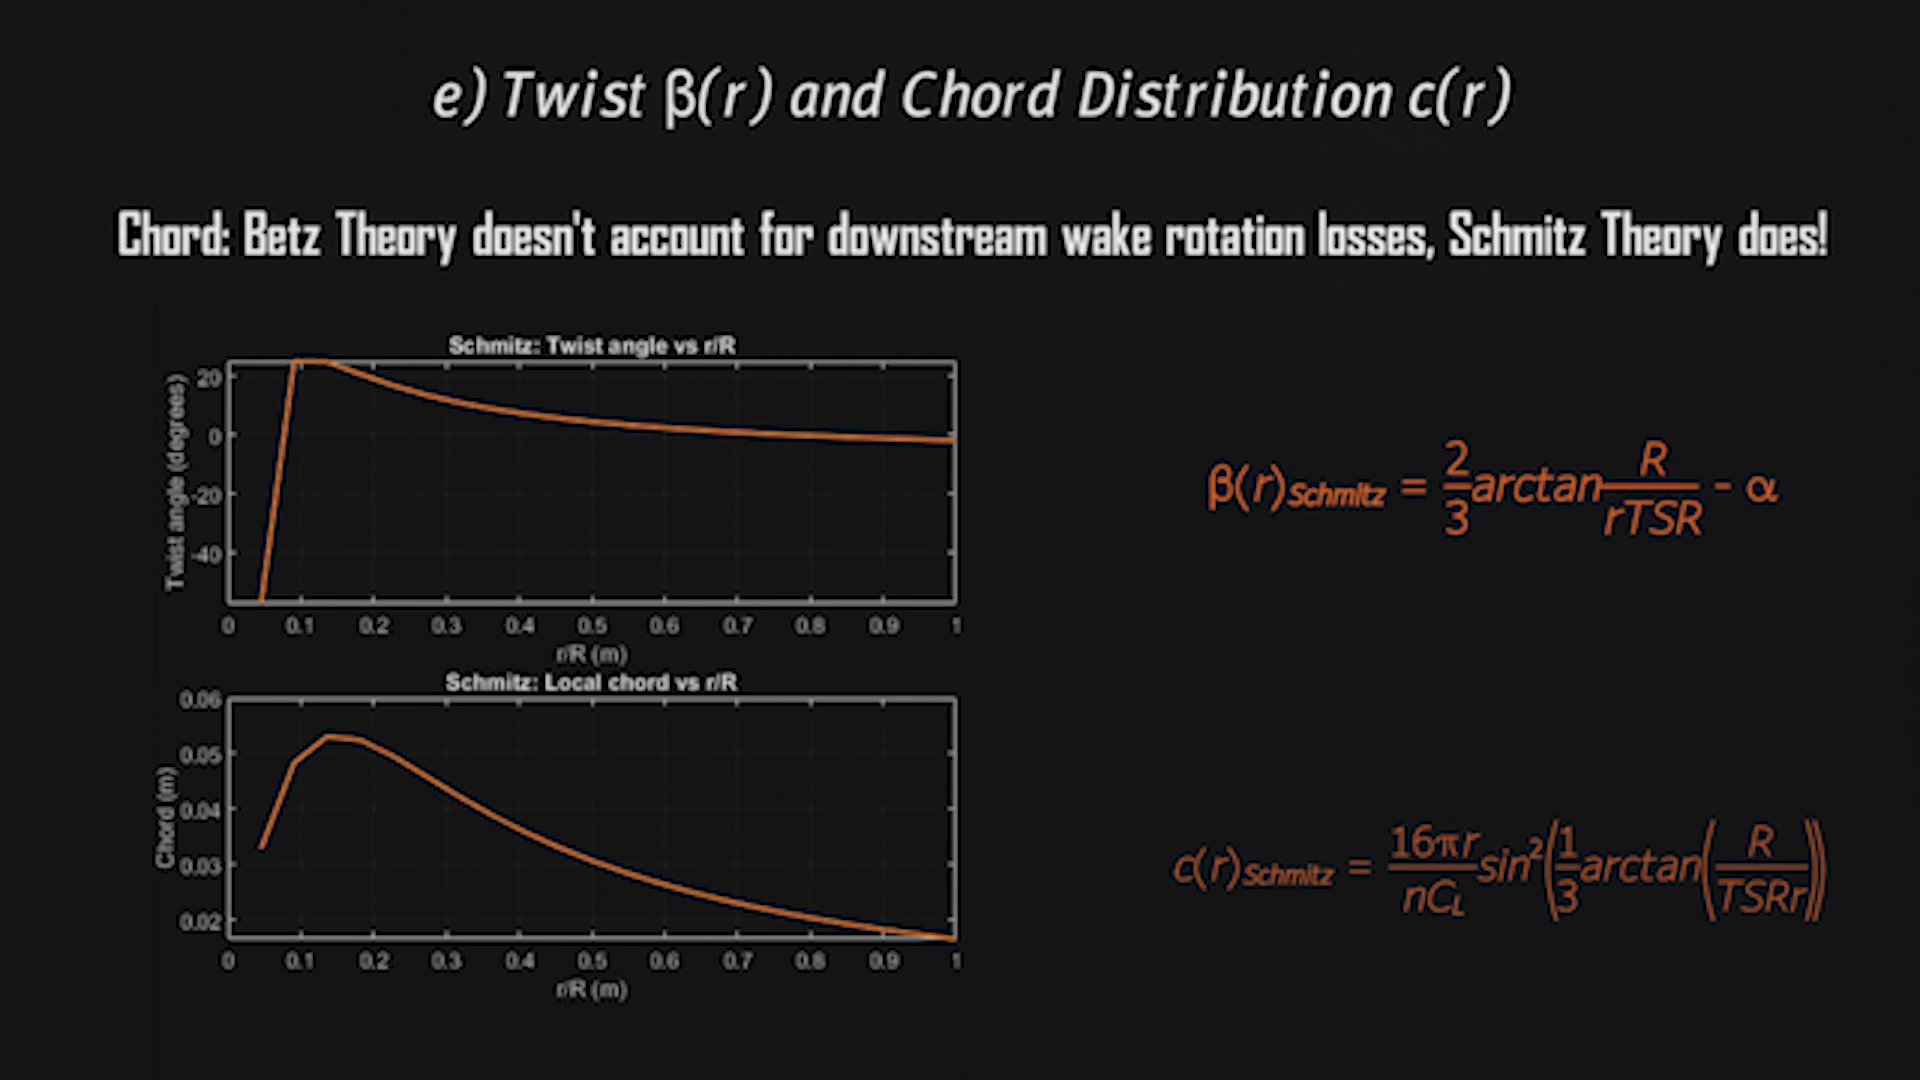 e) Twist β(r) and Chord Distribution c(r)
Chord: Betz Theory doesn't account for downstream wake rotation losses, Schmitz Theory does!
Schmitz: Twist angle vs r/R
Twist angle (degrees)
20
0
-20
-40
0 0.1 0.2 0.3 0.4 0.5 0.6 0.7 0.8 0.9 1
r/R (m)
β(r)Schmitz = 2/3 arctan R/rTSR - α
Schmitz: Local chord vs r/R
Chord (m)
0.06
0.05
0.04
0.03
0.02
0 0.1 0.2 0.3 0.4 0.5 0.6 0.7 0.8 0.9 1
r/R (m)
c(r)Schmitz = 16πr/nCL sin²(1/3 arctan(R/TSRr))